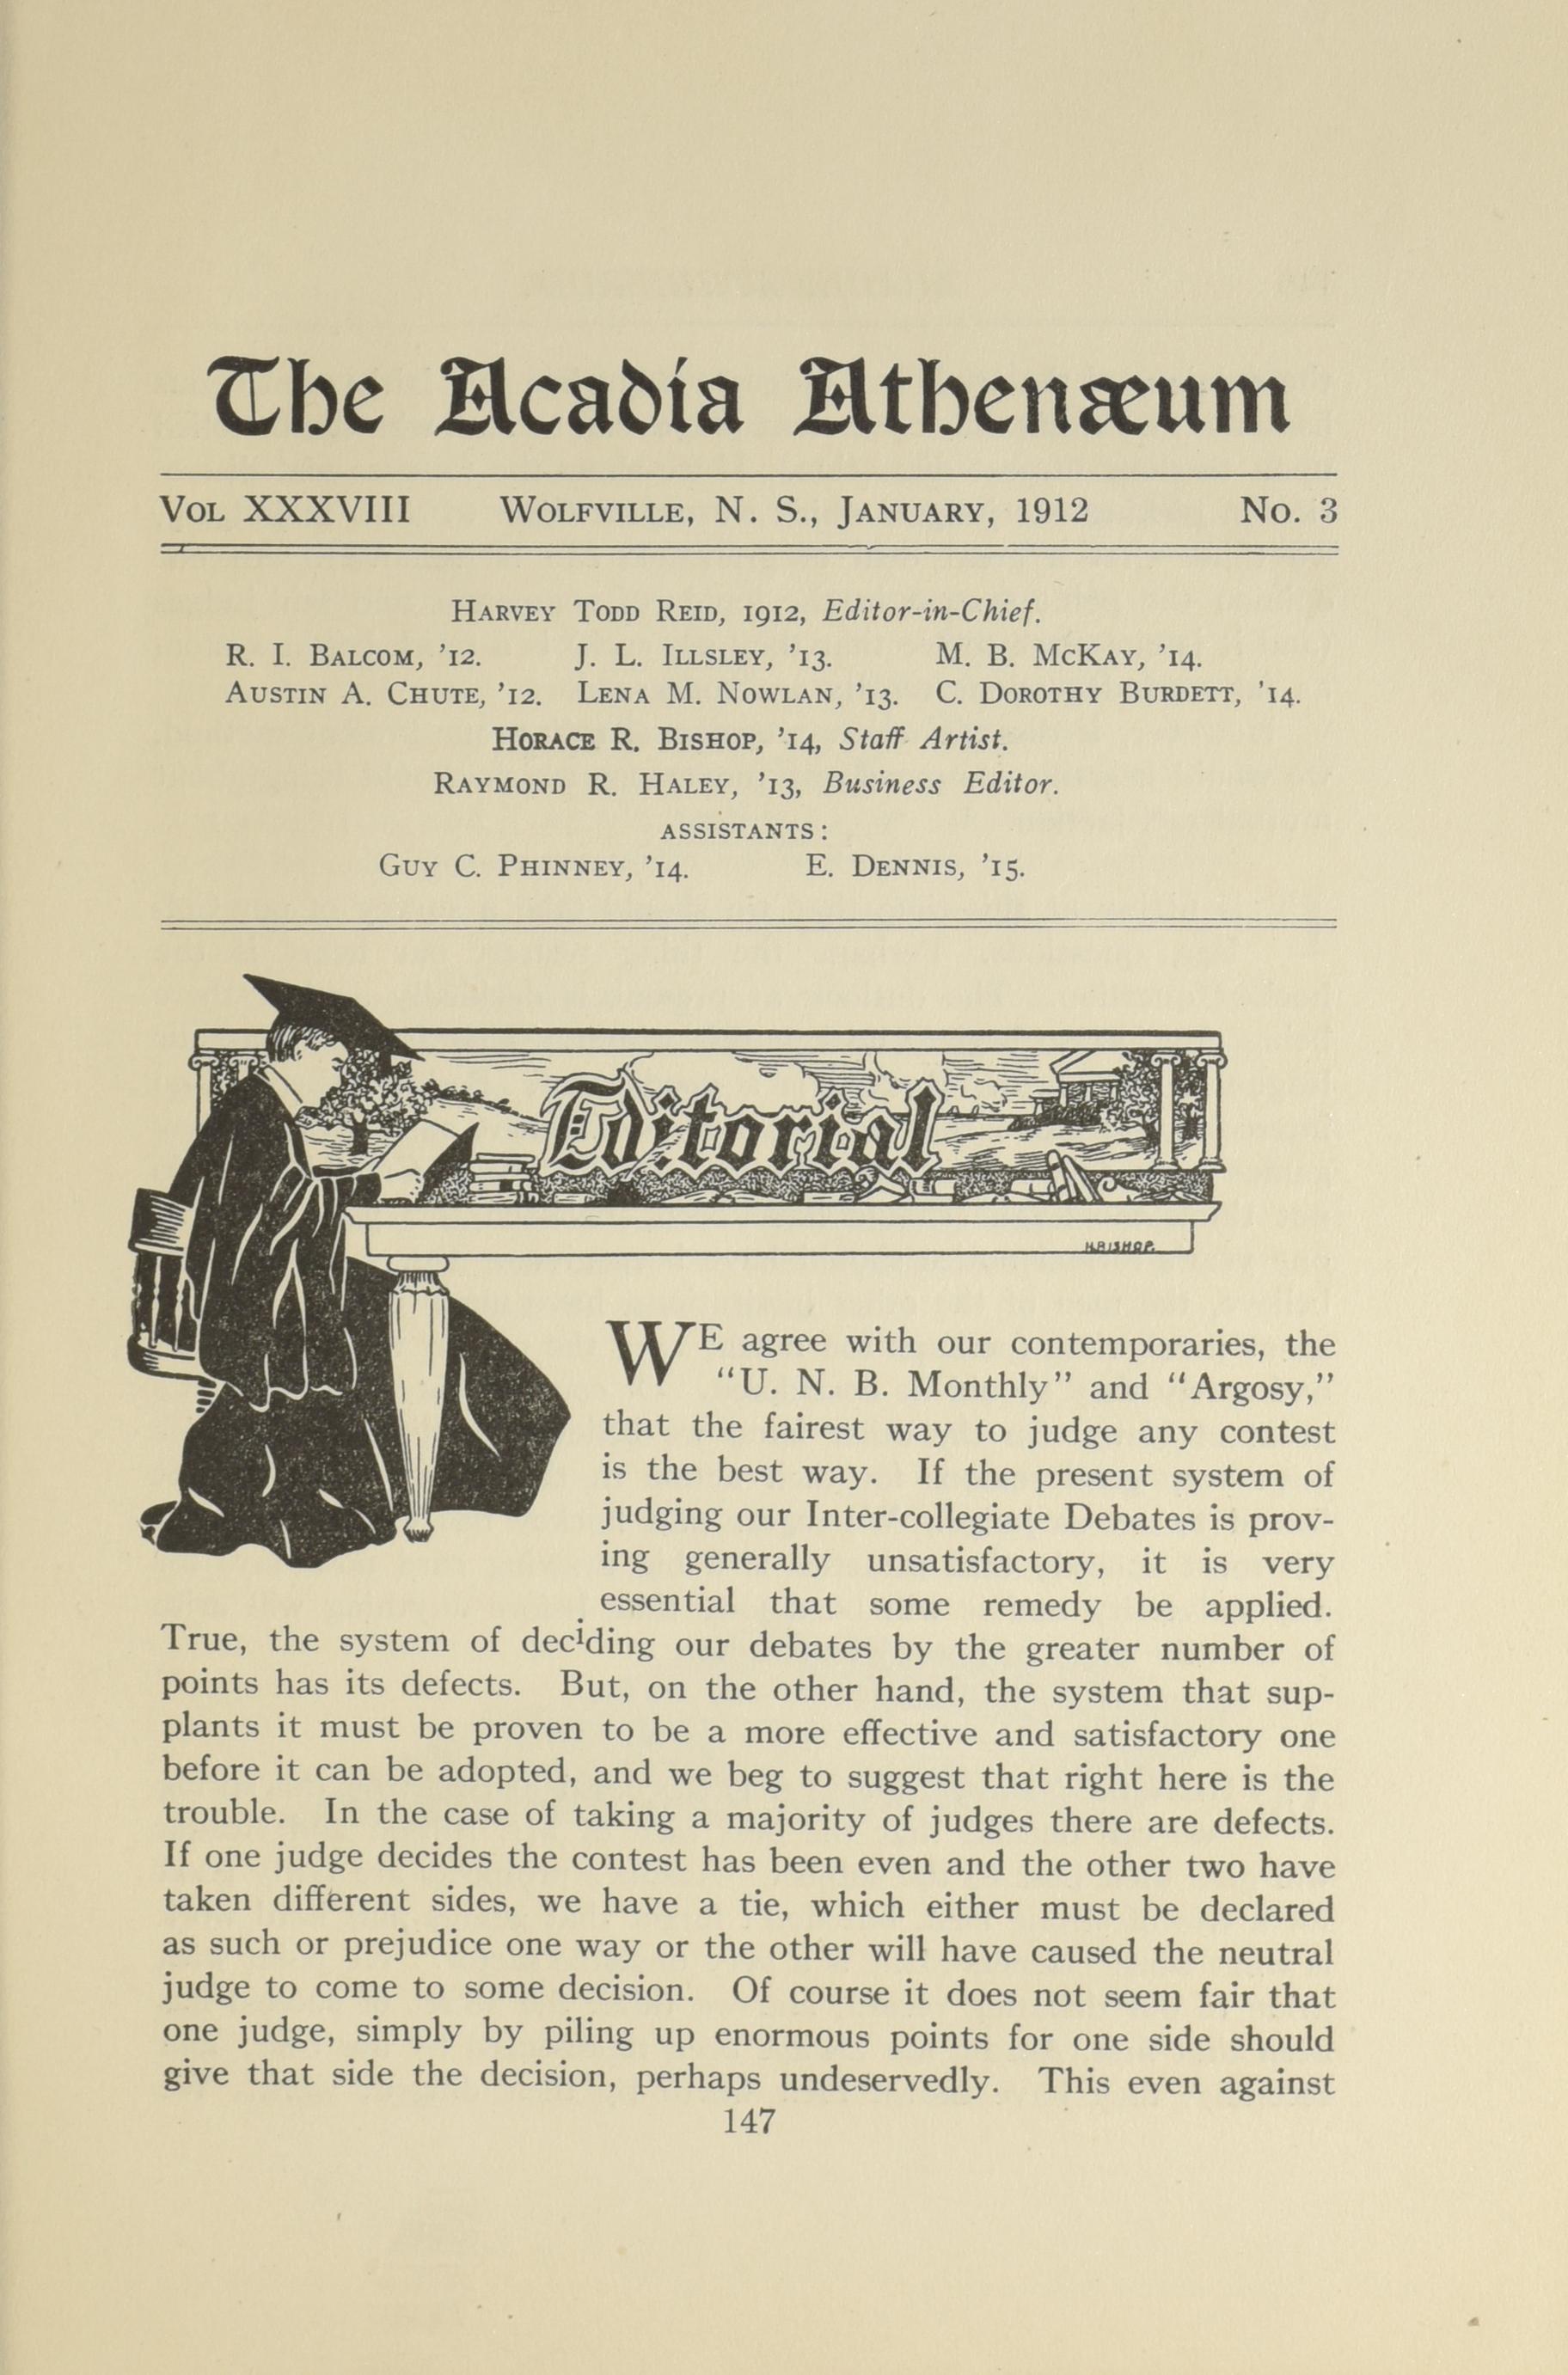 The Acadia Athenæum
Vol XXXVIII Wolfville, N. S., January, 1912 No. 3
Harvey Todd Reid, 1912, Editor-in-Chief.
R. I. Balcom, '12. J. L. Illsley, '13. M. B. McKay, '14.
Austin A. Chute, '12. Lena M. Nowlan, '13. C. Dorothy Burdett, '14.
Horace R. Bishop, '14, Staff Artist.
Raymond R. Haley, '13, Business Editor.
ASSISTANTS:
Guy C. Phinney, '14. E. Dennis, '15.
Editorial
H.BISHOP.
WE agree with our contemporaries, the
"U. N. B. Monthly" and "Argosy,"
that the fairest way to judge any contest
is the best way. If the present system of
judging our Inter-collegiate Debates is prov-
ing generally unsatisfactory, it is very
essential that some remedy be applied.
True, the system of deciding our debates by the greater number of
points has its defects. But, on the other hand, the system that sup-
plants it must be proven to be a more effective and satisfactory one
before it can be adopted, and we beg to suggest that right here is the
trouble. In the case of taking a majority of judges there are defects.
If one judge decides the contest has been even and the other two have
taken different sides, we have a tie, which either must be declared
as such or prejudice one way or the other will have caused the neutral
judge to come to some decision. Of course it does not seem fair that
one judge, simply by piling up enormous points for one side should
give that side the decision, perhaps undeservedly. This even against
147